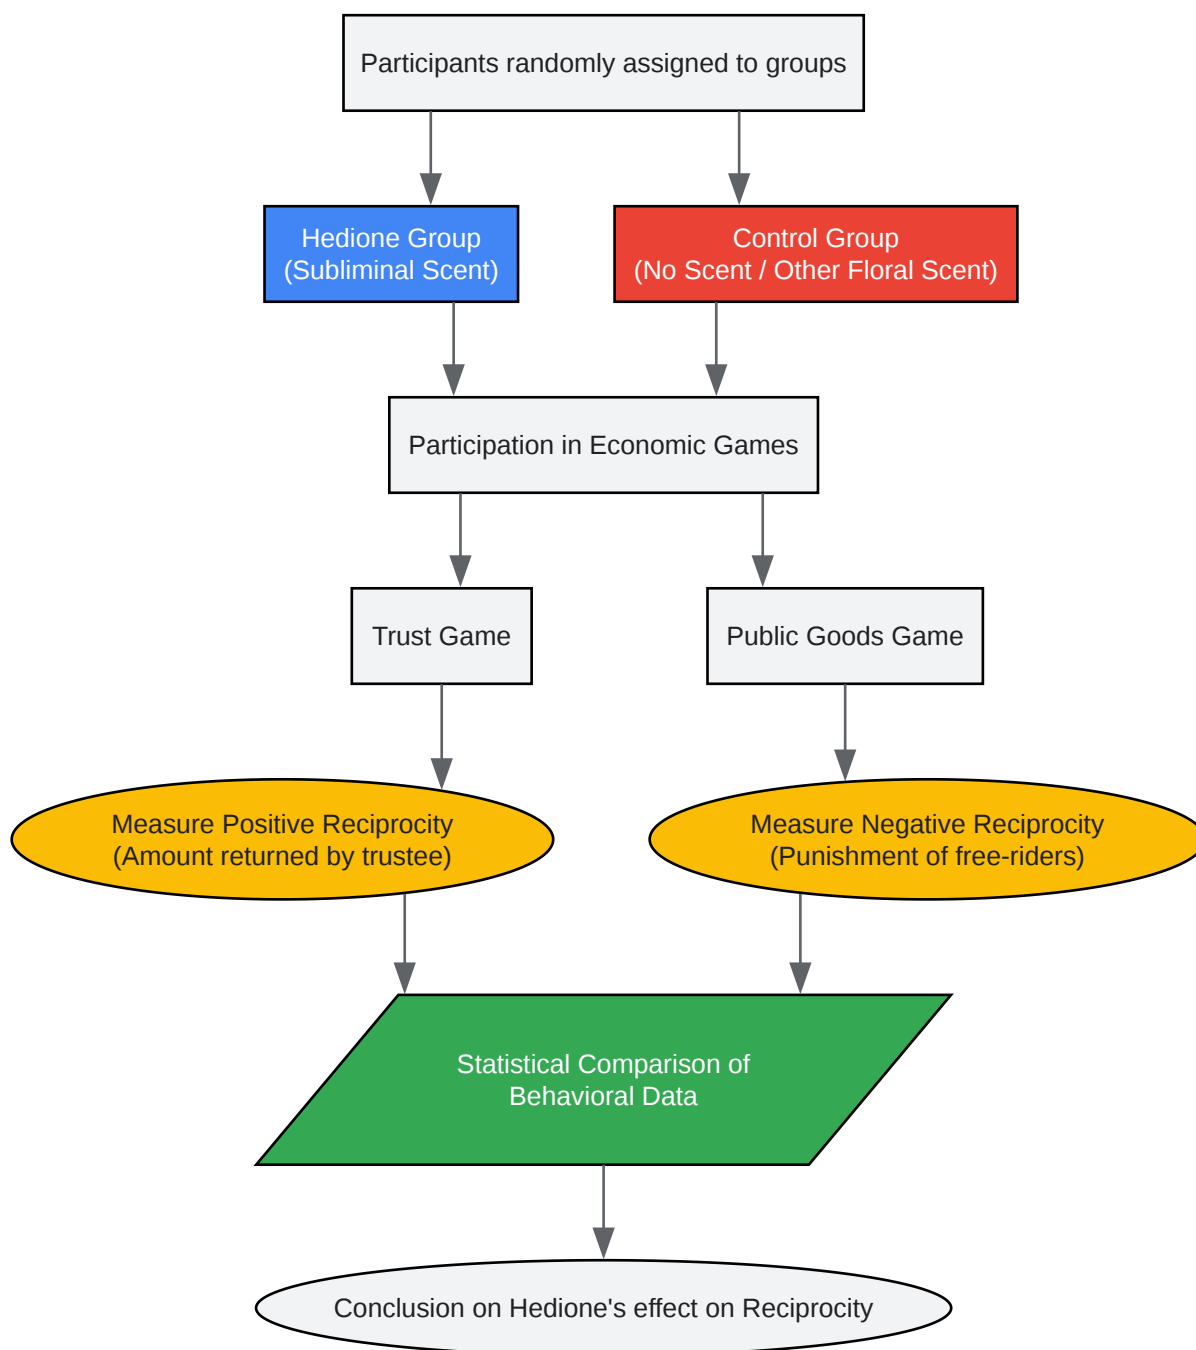 Participants randomly assigned to groups
Hedione Group
(Subliminal Scent)
Control Group
(No Scent / Other Floral Scent)
Participation in Economic Games
Trust Game
Public Goods Game
Measure Positive Reciprocity
(Amount returned by trustee)
Measure Negative Reciprocity
(Punishment of free-riders)
Statistical Comparison of
Behavioral Data
Conclusion on Hedione's effect on Reciprocity